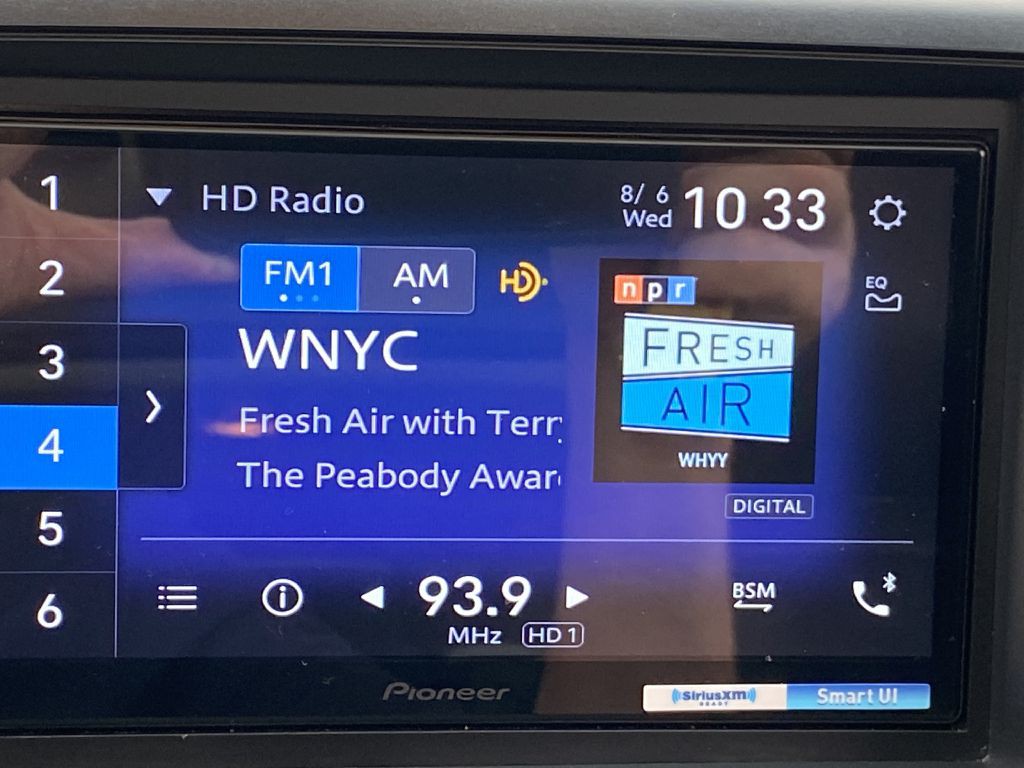 1
2
3
4
5
6
HD Radio
8/ 6
Wed
10 33
FM1
AM
HD
EQ
WNYC
Fresh Air with Terr
The Peabody Awar
npr
FRESH
AIR
WHYY
DIGITAL
93.9
MHz
HD 1
BSM
Pioneer
SiriusXM
READY
Smart UI